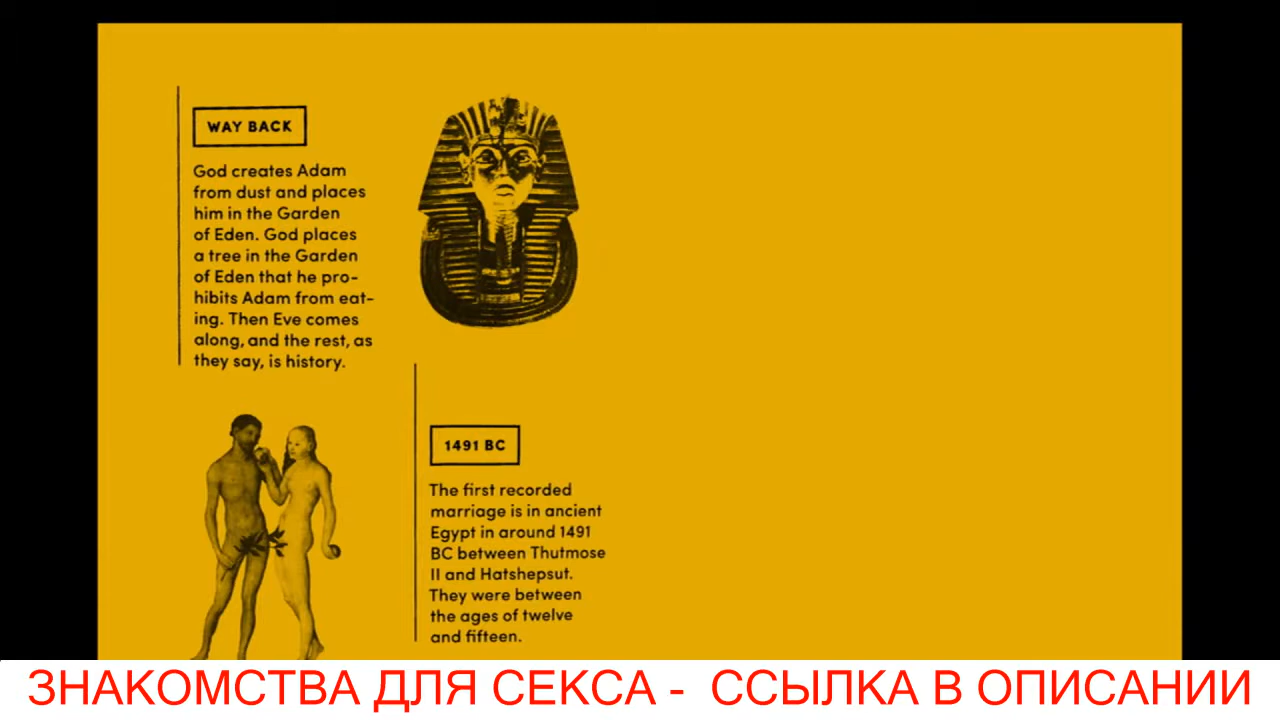 WAY BACK
God creates Adam
from dust and places
him in the Garden
of Eden. God places
a tree in the Garden
of Eden that he pro-
hibits Adam from eat-
ing. Then Eve comes
along, and the rest, as
they say, is history.
1491 BC
The first recorded
marriage is in ancient
Egypt in around 1491
BC between Thutmose
II and Hatshepsut.
They were between
the ages of twelve
and fifteen.
ЗНАКОМСТВА ДЛЯ СЕКСА - ССЫЛКА В ОПИСАНИИ